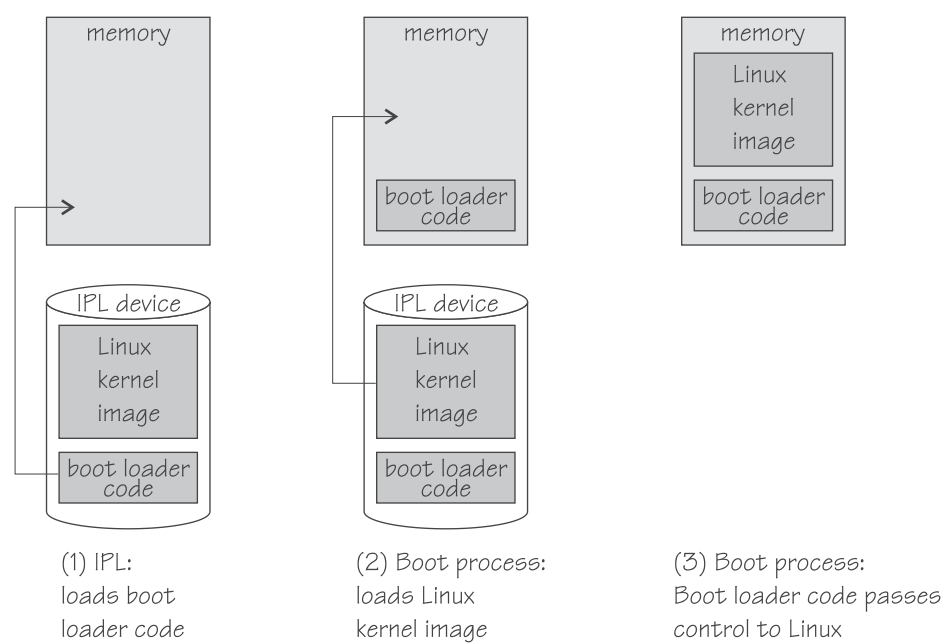 memory
IPL device
Linux
kernel
image
boot loader
code
(1) IPL:
loads boot
loader code
memory
boot loader
code
IPL device
Linux
kernel
image
boot loader
code
(2) Boot process:
loads Linux
kernel image
memory
Linux
kernel
image
boot loader
code
(3) Boot process:
Boot loader code passes
control to Linux